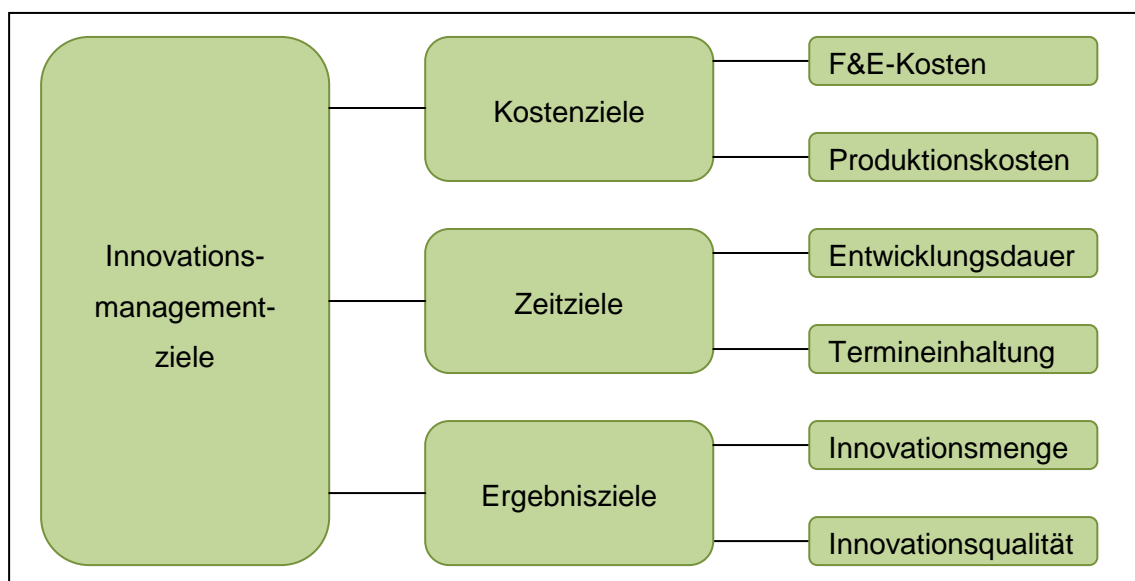 Innovations-
management-
ziele
Kostenziele
F&E-Kosten
Produktionskosten
Zeitziele
Entwicklungsdauer
Termineinhaltung
Ergebnisziele
Innovationsmenge
Innovationsqualität